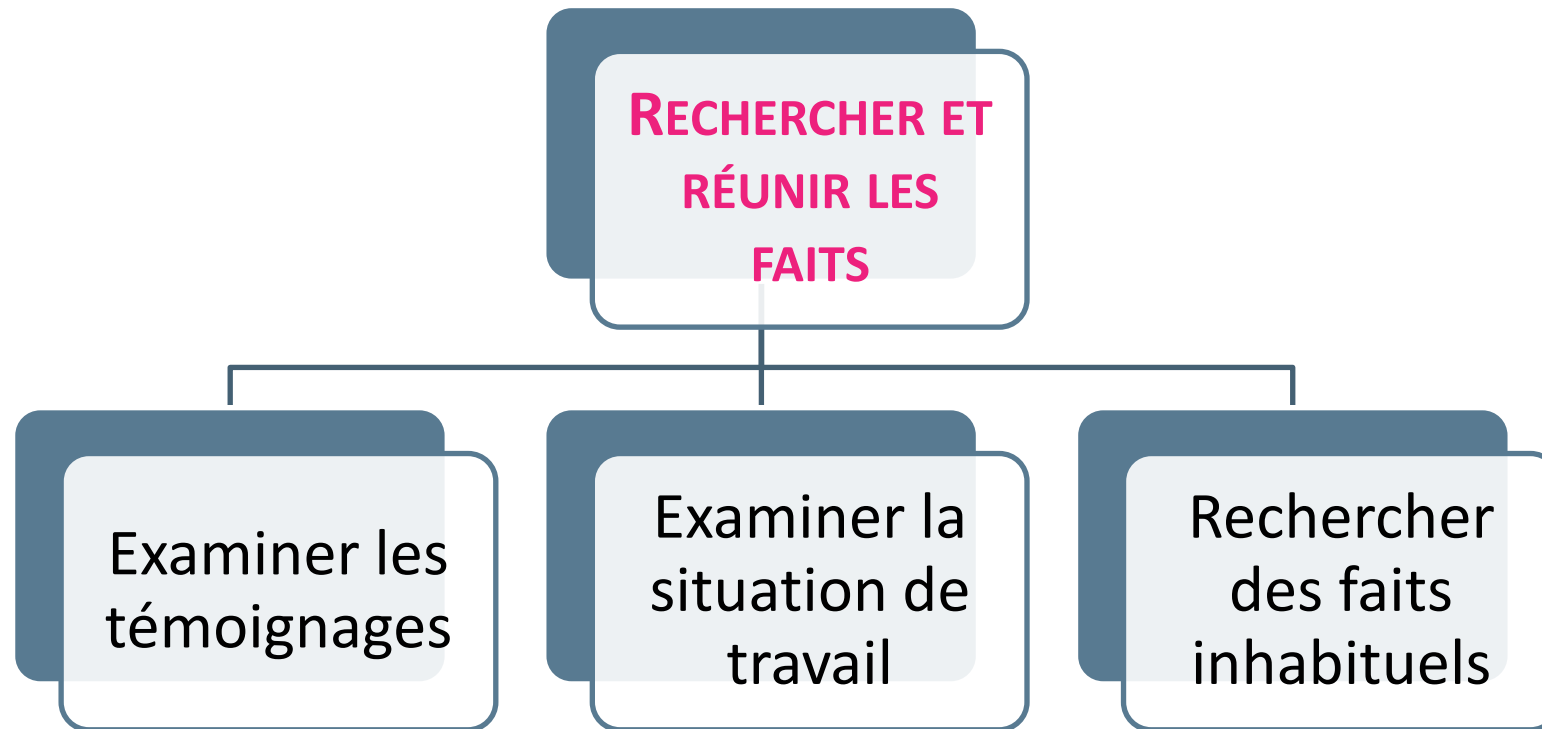 RECHERCHER ET
RÉUNIR LES
FAITS
Examiner les
témoignages
Examiner la
situation de
travail
Rechercher
des faits
inhabituels